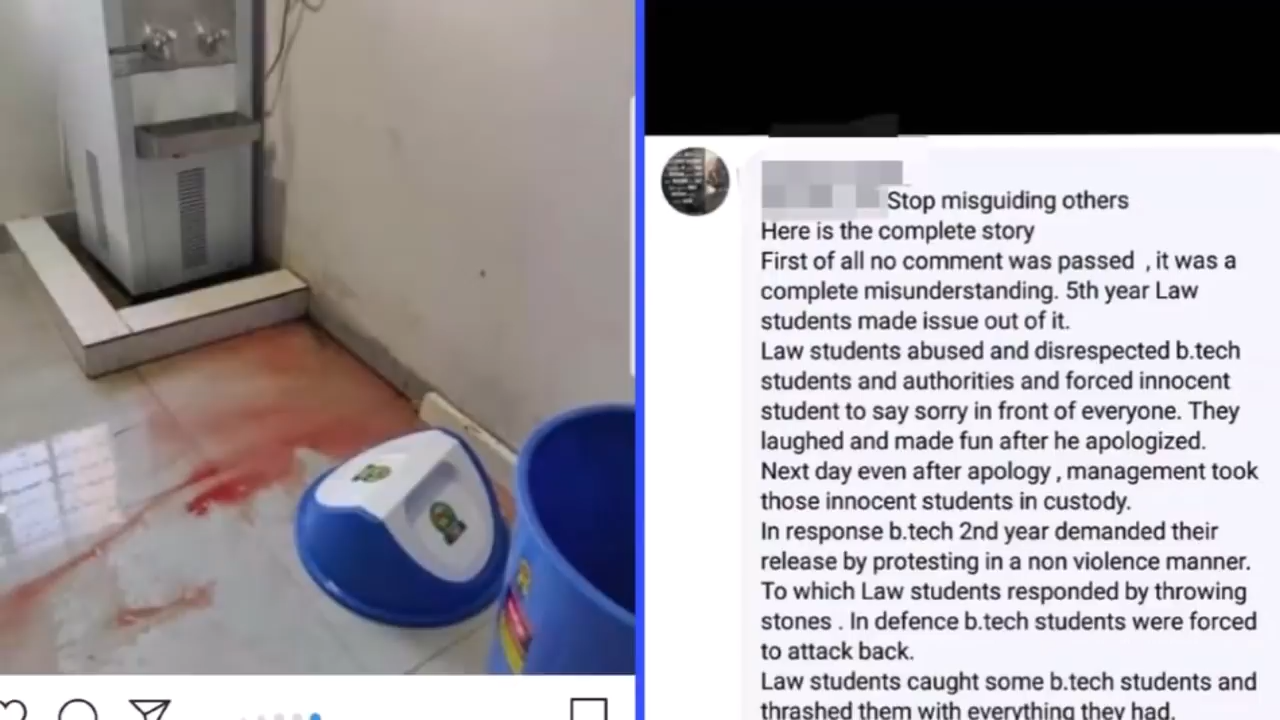 Stop misguiding others
Here is the complete story
First of all no comment was passed , it was a
complete misunderstanding. 5th year Law
students made issue out of it.
Law students abused and disrespected b.tech
students and authorities and forced innocent
student to say sorry in front of everyone. They
laughed and made fun after he apologized.
Next day even after apology , management took
those innocent students in custody.
In response b.tech 2nd year demanded their
release by protesting in a non violence manner.
To which Law students responded by throwing
stones . In defence b.tech students were forced
to attack back.
Law students caught some b.tech students and
thrashed them with everything they had.